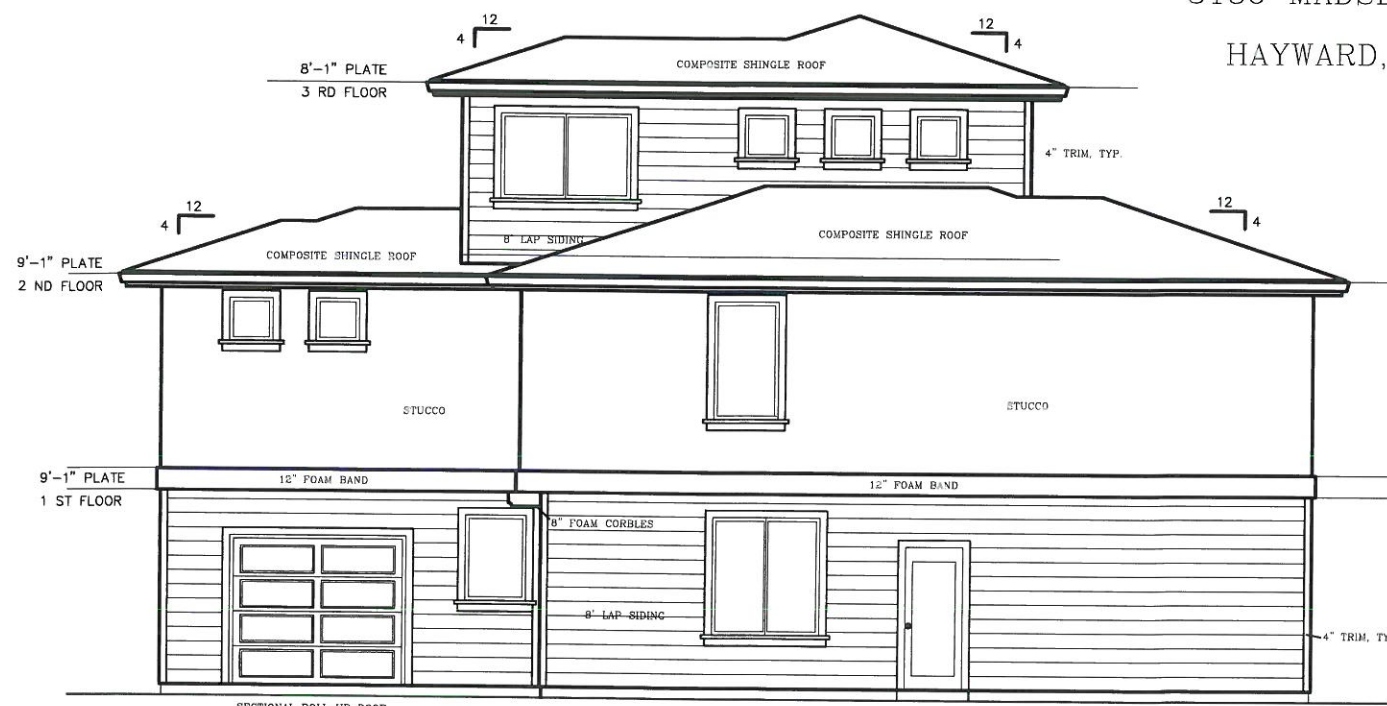 HAYWARD,
12
4
12
4
8'-1" PLATE
3 RD FLOOR
COMPOSITE SHINGLE ROOF
4" TRIM, TYP.
12
4
12
4
8" LAP SIDING
COMPOSITE SHINGLE ROOF
COMPOSITE SHINGLE ROOF
9'-1" PLATE
2 ND FLOOR
STUCCO
STUCCO
9'-1" PLATE
1 ST FLOOR
12" FOAM BAND
12" FOAM BAND
8" FOAM CORBLES
8' LAP SIDING
4" TRIM, TY